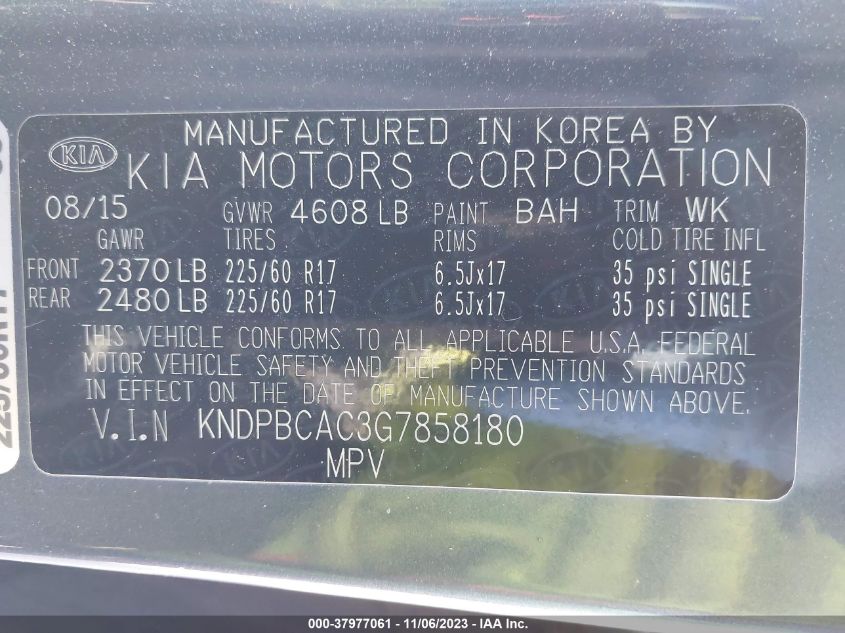 MANUFACTURED IN KOREA BY
KIA KIA MOTORS CORPORATION
08/15 GVWR 4608 LB PAINT BAH TRIM WK
GAWR TIRES RIMS COLD TIRE INFL
FRONT 2370 LB 225/60 R17 6.5Jx17 35 psi SINGLE
REAR 2480 LB 225/60 R17 6.5Jx17 35 psi SINGLE
THIS VEHICLE CONFORMS TO ALL APPLICABLE U.S.A. FEDERAL
MOTOR VEHICLE SAFETY AND THEFT PREVENTION STANDARDS
IN EFFECT ON THE DATE OF MANUFACTURE SHOWN ABOVE.
V.I.N KNDPBCAC3G7858180
MPV
225/60R17
000-37977061 - 11/06/2023 - IAA Inc.